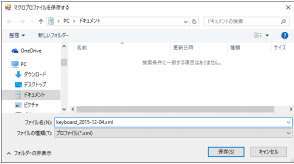 マクロプロファイルを保存する
PC > ドキュメント
ドキュメントの検索
整理 新しいフォルダー
名前 更新日時 種類 サイズ
検索条件に一致する項目はありません。
OneDrive
PC
ダウンロード
デスクトップ
ドキュメント
ピクチャ
ファイル名(N): keyboard_2015-12-04.xml
ファイルの種類(T): プロファイル(*.xml)
フォルダーの非表示
保存(S) キャンセル